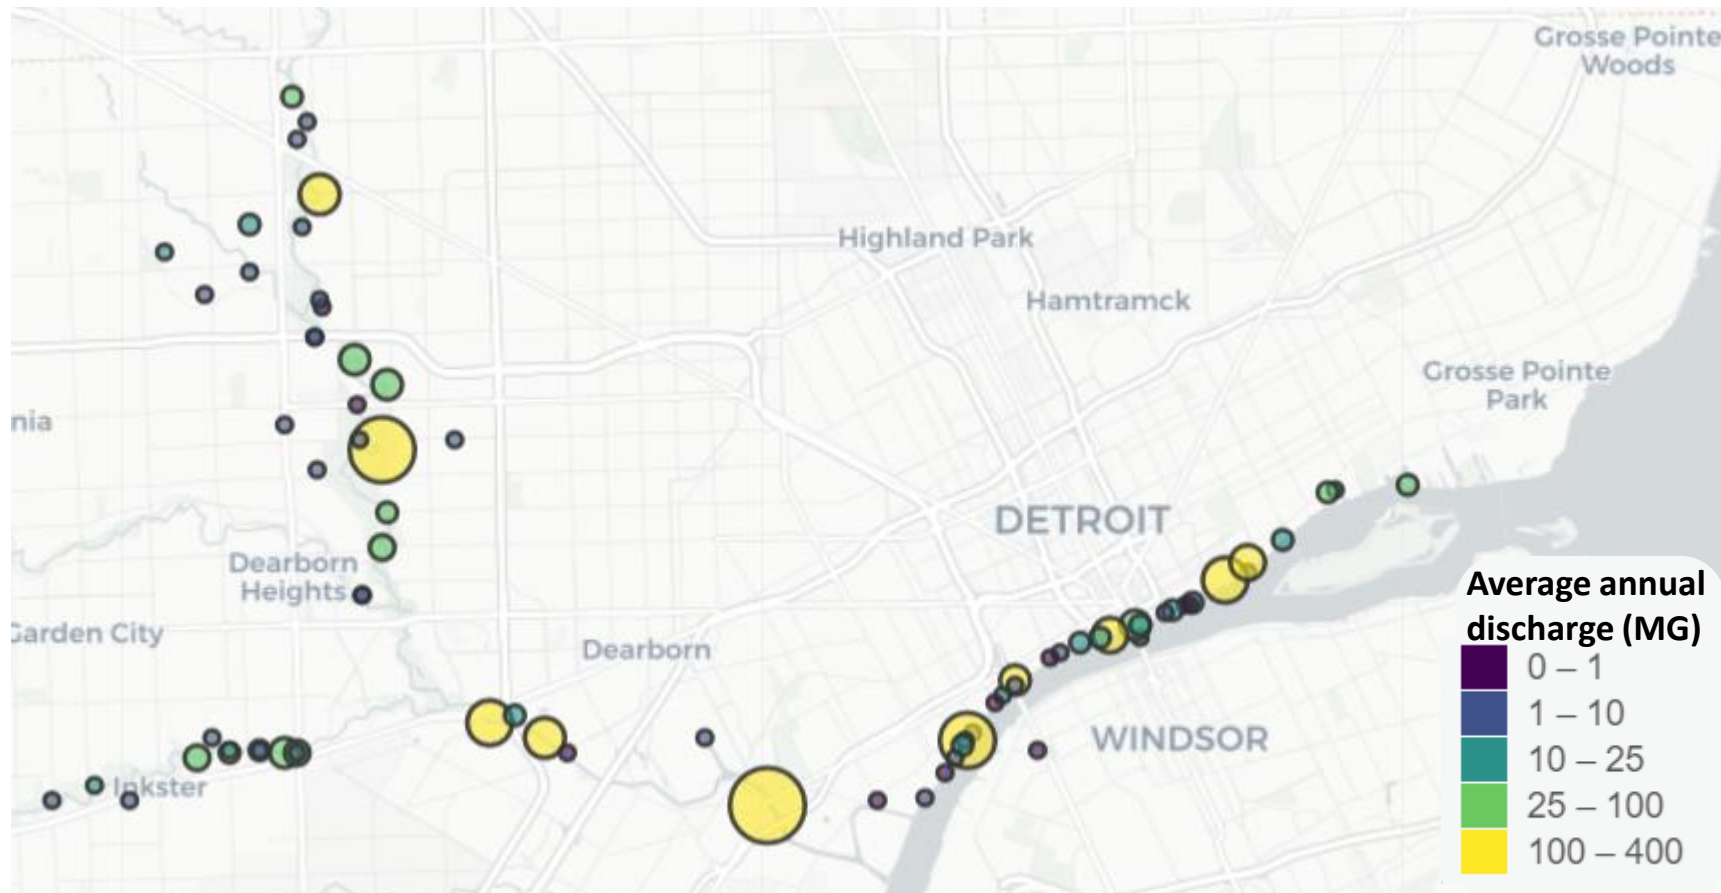 Grosse Pointe
Woods
Highland Park
Hamtramck
Grosse Pointe
Park
nia
DETROIT
Dearborn
Heights
Garden City
Dearborn
WINDSOR
Inkster
Average annual
discharge (MG)
0 – 1
1 – 10
10 – 25
25 – 100
100 – 400